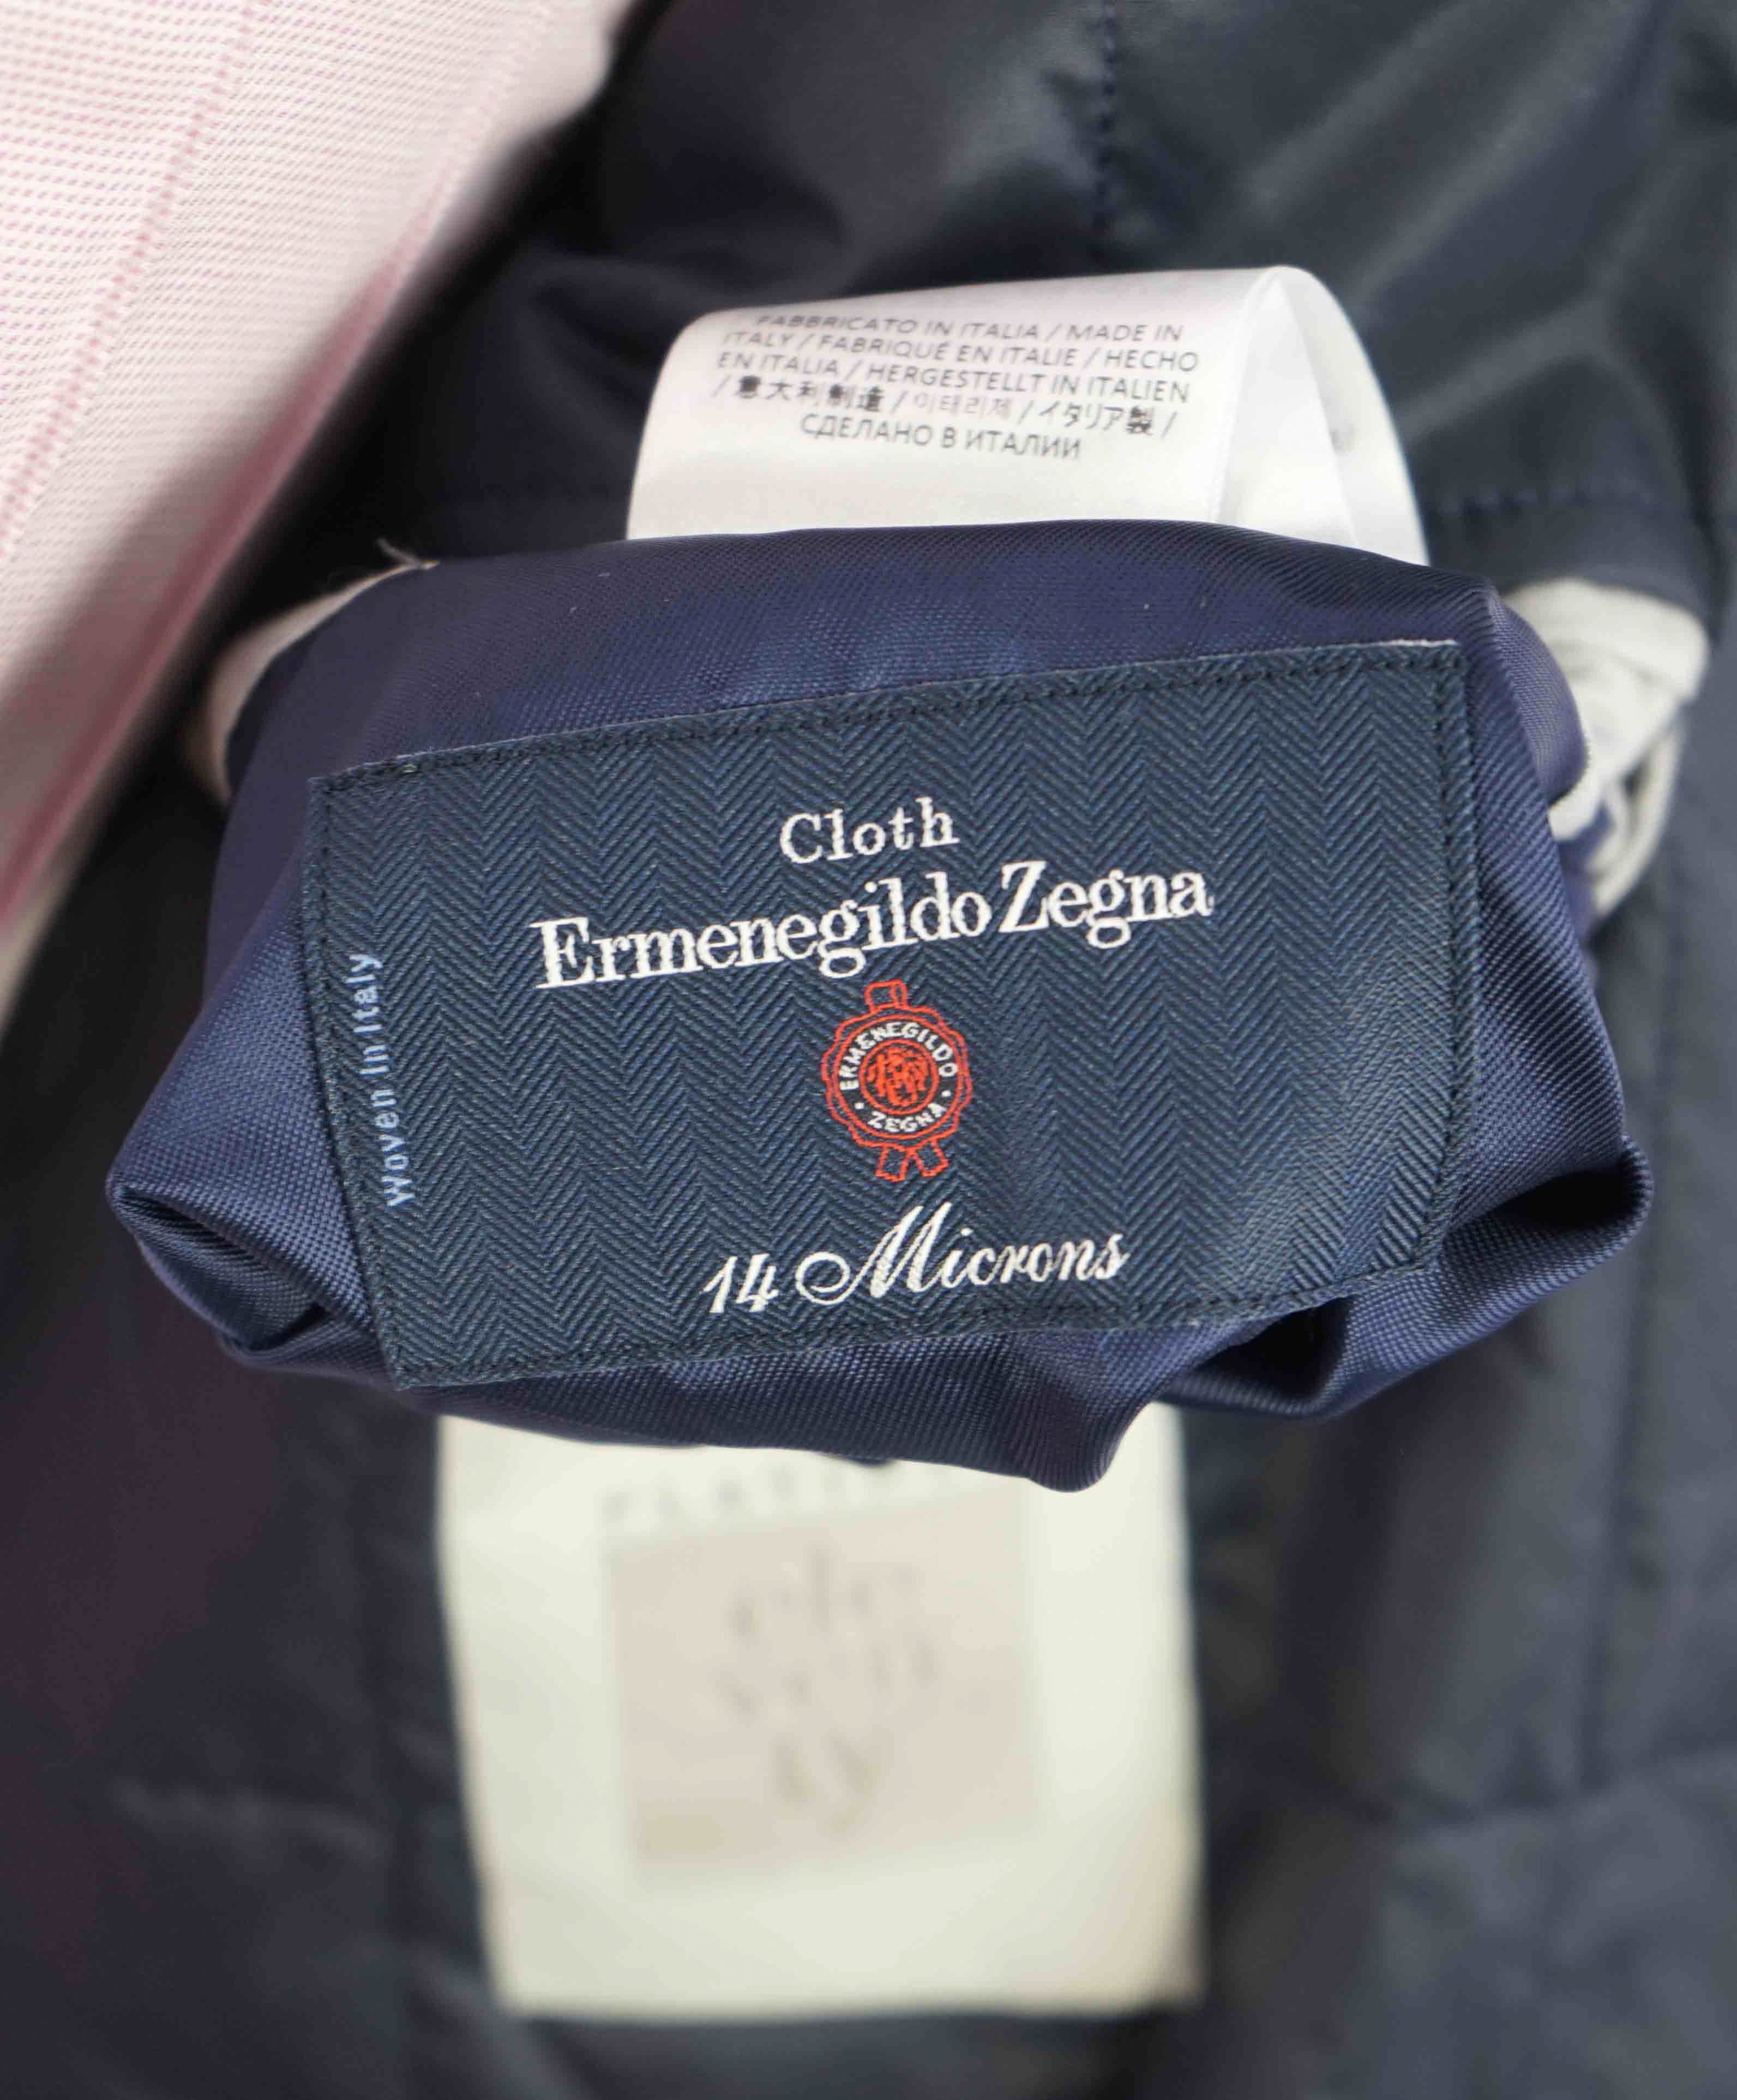 FABBRICATO IN ITALIA / MADE IN
ITALY / FABRIQUÉ EN ITALIE / HECHO
EN ITALIA / HERGESTELLT IN ITALIEN
/ 意大利制造 / 이태리제 / イタリア製 /
СДЕЛАНО В ИТАЛИИ
Cloth
Ermenegildo Zegna
ERMENEGILDO
• ZEGNA •
14 Microns
Woven in Italy